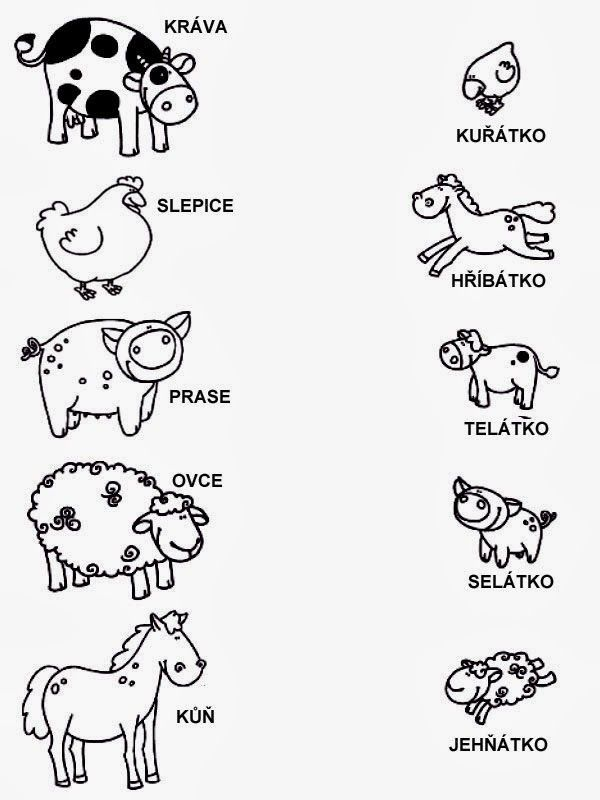 KRÁVA
KUŘÁTKO
SLEPICE
HŘÍBÁTKO
PRASE
TELÁTKO
OVCE
SELÁTKO
KŮŇ
JEHŇÁTKO